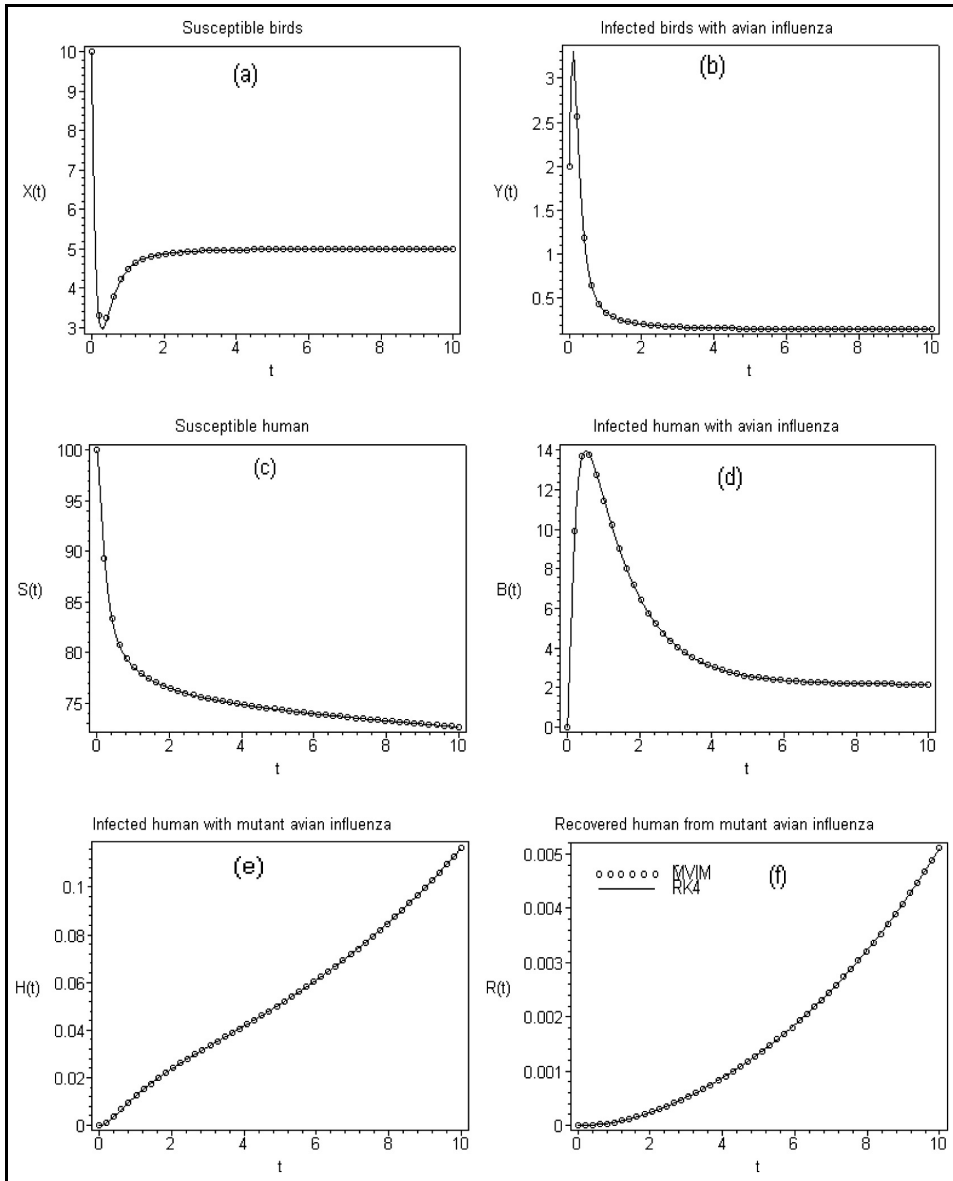 Susceptible birds
(a)
10
9
8
7
6
5
4
3
X(t)
0 2 4 6 8 10
t
Infected birds with avian influenza
(b)
3
2.5
2
1.5
1
0.5
Y(t)
0 2 4 6 8 10
t
Susceptible human
(c)
100
95
90
85
80
75
S(t)
0 2 4 6 8 10
t
Infected human with avian influenza
(d)
14
12
10
8
6
4
2
0
B(t)
0 2 4 6 8 10
t
Infected human with mutant avian influenza
(e)
0.1
0.08
0.06
0.04
0.02
0
H(t)
0 2 4 6 8 10
t
Recovered human from mutant avian influenza
(f)
RK4
0.005
0.004
0.003
0.002
0.001
0
R(t)
0 2 4 6 8 10
t